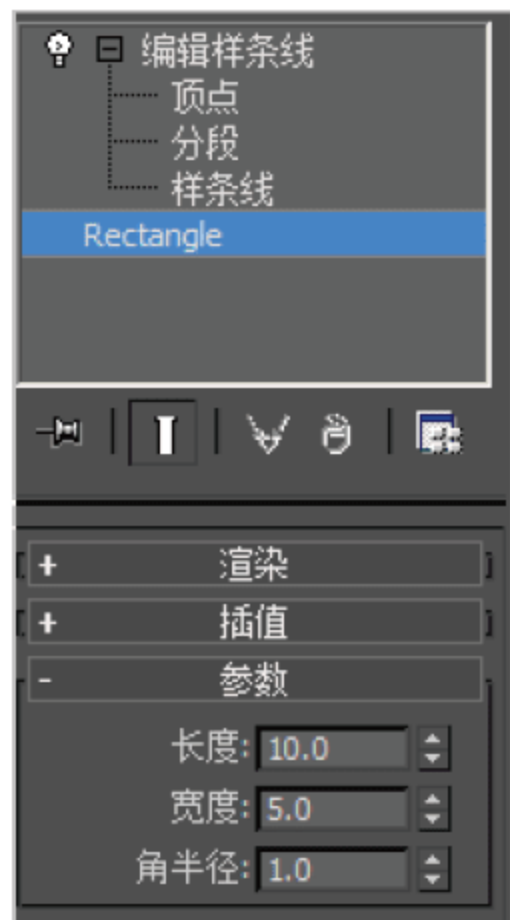 编辑样条线
顶点
分段
样条线
Rectangle
+ 渲染
+ 插值
- 参数
长度: 10.0
宽度: 5.0
角半径: 1.0